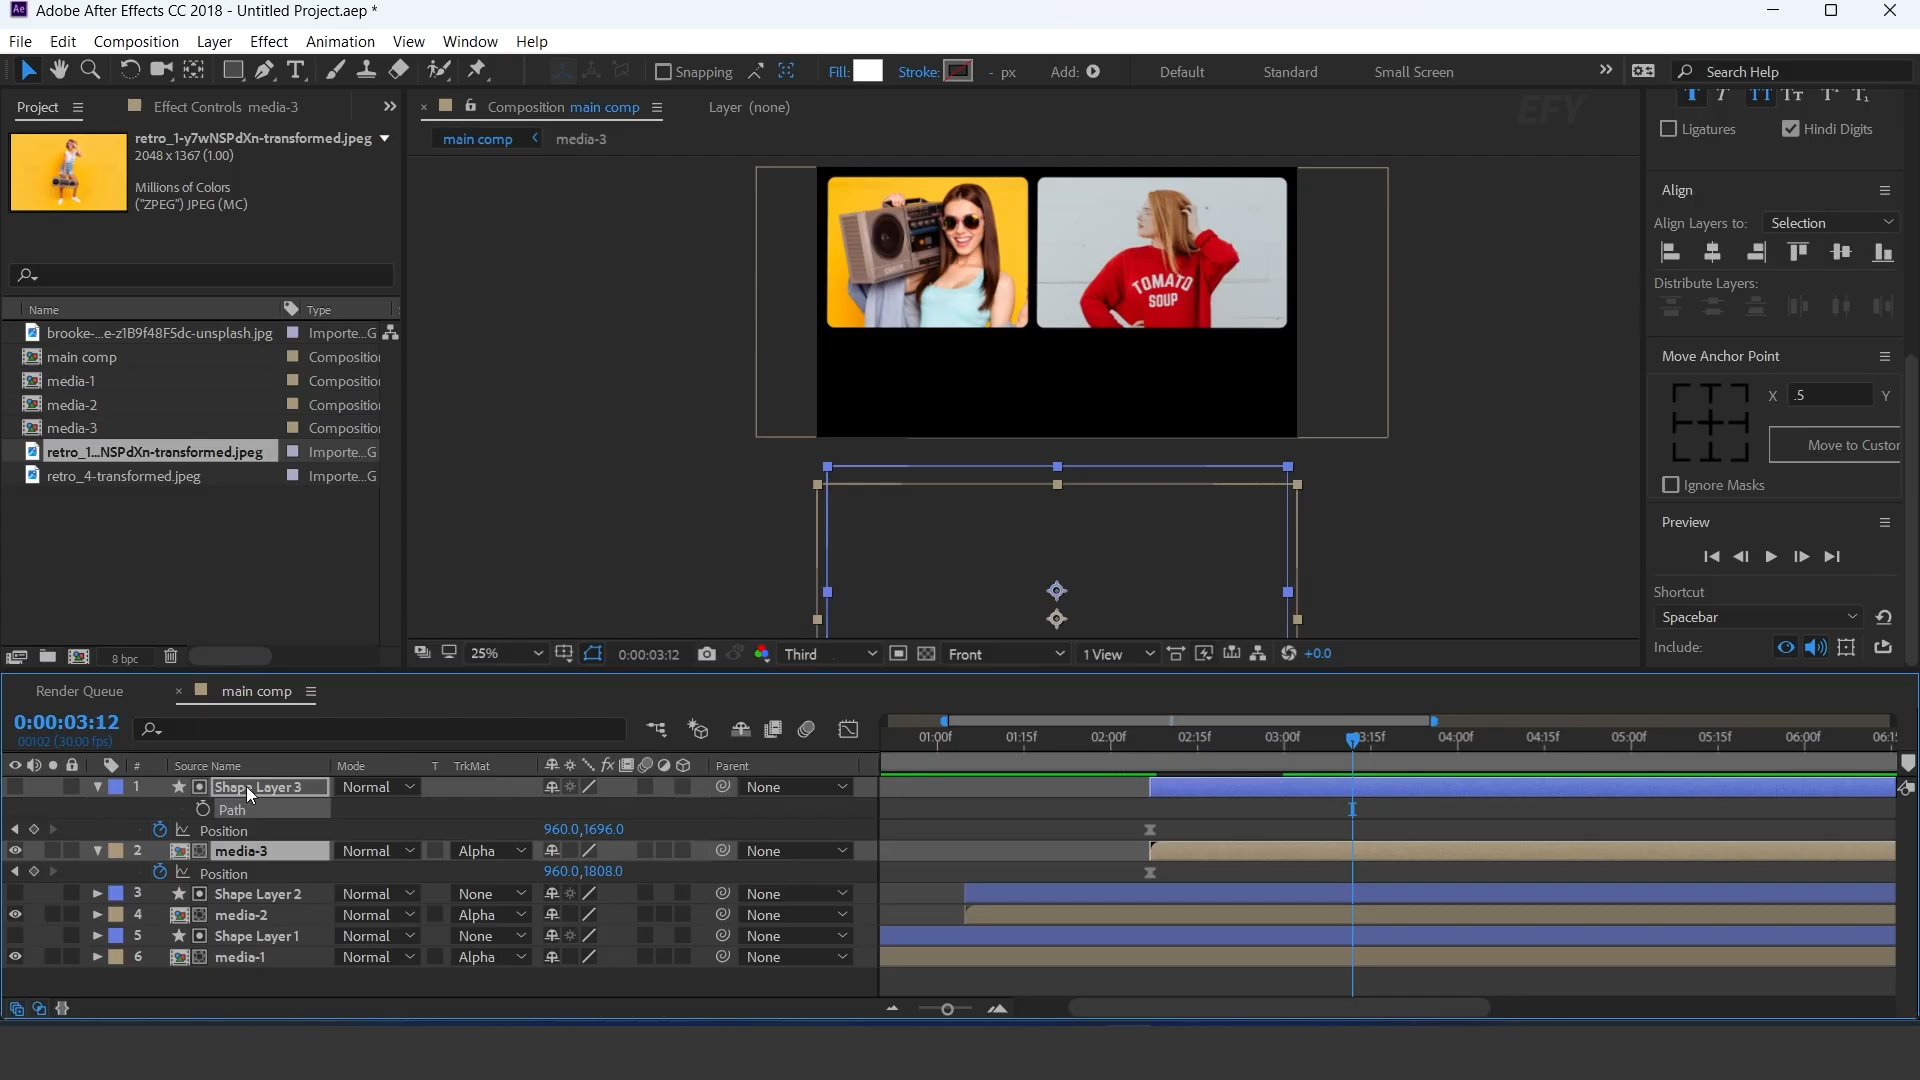 Adobe After Effects CC 2018 - Untitled Project.aep *
File Edit Composition Layer Effect Animation View Window Help
Snapping Fill: Stroke: - px Add: Default Standard Small Screen Search Help
Project Effect Controls media-3 Composition main comp Layer (none)
EFY
main comp media-3
retro_1-y7wNSPdXn-transformed.jpeg
2048 x 1367 (1.00)
Millions of Colors
("ZPEG") JPEG (MC)
TOMATO
SOUP
Name Type
brooke-...e-z1B9f48F5dc-unsplash.jpg Importe...G
main comp Compositio
media-1 Compositio
media-2 Compositio
media-3 Compositio
retro_1...NSPdXn-transformed.jpeg Importe...G
retro_4-transformed.jpeg Importe...G
8 bpc
25% 0:00:03:12 Third Front 1 View +0.0
Ligatures Hindi Digits
Align
Align Layers to: Selection
Distribute Layers:
Move Anchor Point
X .5 Y
Move to Custor
Ignore Masks
Preview
Shortcut
Spacebar
Include:
Render Queue main comp
0:00:03:12
00102 (30.00 fps)
01:00f 01:15f 02:00f 02:15f 03:00f 03:15f 04:00f 04:15f 05:00f 05:15f 06:00f 06:1
# Source Name Mode T TrkMat Parent
1 Shape Layer 3 Normal None
Path
Position 960.0,1696.0
2 media-3 Normal Alpha None
Position 960.0,1808.0
3 Shape Layer 2 Normal None None
4 media-2 Normal Alpha None
5 Shape Layer 1 Normal None None
6 media-1 Normal Alpha None